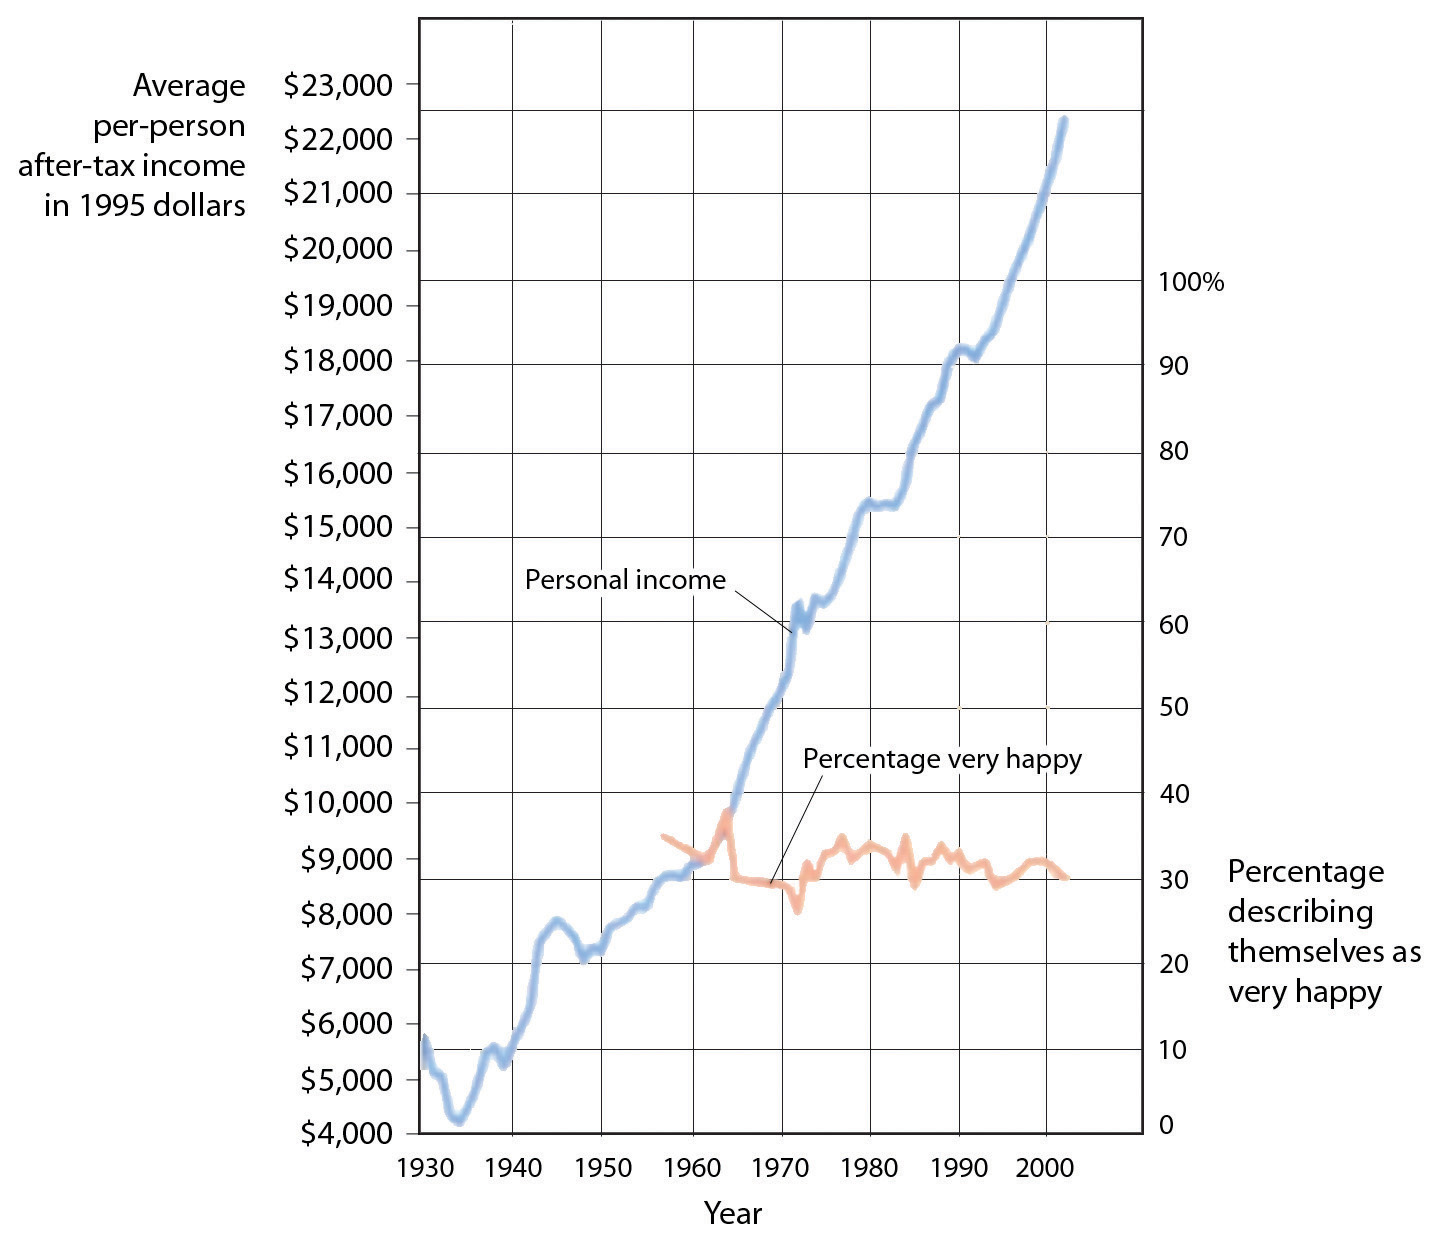 Average
per-person
after-tax income
in 1995 dollars
$23,000
$22,000
$21,000
$20,000
$19,000
$18,000
$17,000
$16,000
$15,000
$14,000
$13,000
$12,000
$11,000
$10,000
$9,000
$8,000
$7,000
$6,000
$5,000
$4,000
Personal income
Percentage very happy
100%
90
80
70
60
50
40
30
20
10
0
Percentage
describing
themselves as
very happy
1930 1940 1950 1960 1970 1980 1990 2000
Year